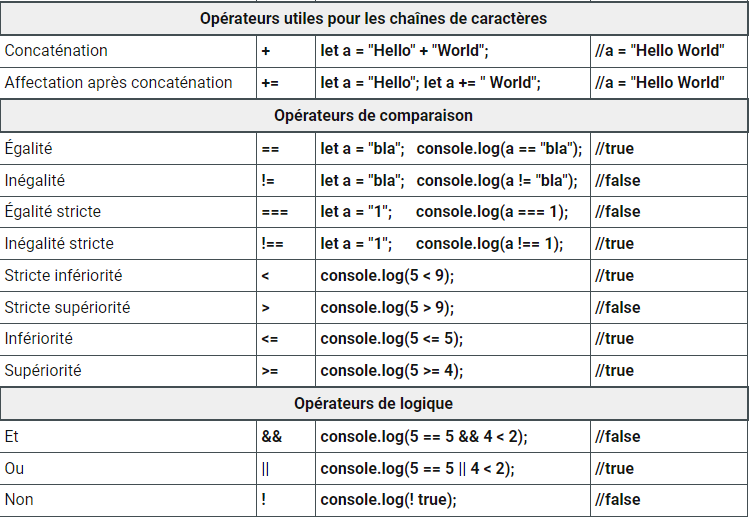 Opérateurs utiles pour les chaînes de caractères
Concaténation + let a = "Hello" + "World"; //a = "Hello World"
Affectation après concaténation += let a = "Hello"; let a += " World"; //a = "Hello World"
Opérateurs de comparaison
Égalité == let a = "bla"; console.log(a == "bla"); //true
Inégalité != let a = "bla"; console.log(a != "bla"); //false
Égalité stricte === let a = "1"; console.log(a === 1); //false
Inégalité stricte !== let a = "1"; console.log(a !== 1); //true
Stricte infériorité < console.log(5 < 9); //true
Stricte supériorité > console.log(5 > 9); //false
Infériorité <= console.log(5 <= 5); //true
Supériorité >= console.log(5 >= 4); //true
Opérateurs de logique
Et && console.log(5 == 5 && 4 < 2); //false
Ou || console.log(5 == 5 || 4 < 2); //true
Non ! console.log(! true); //false